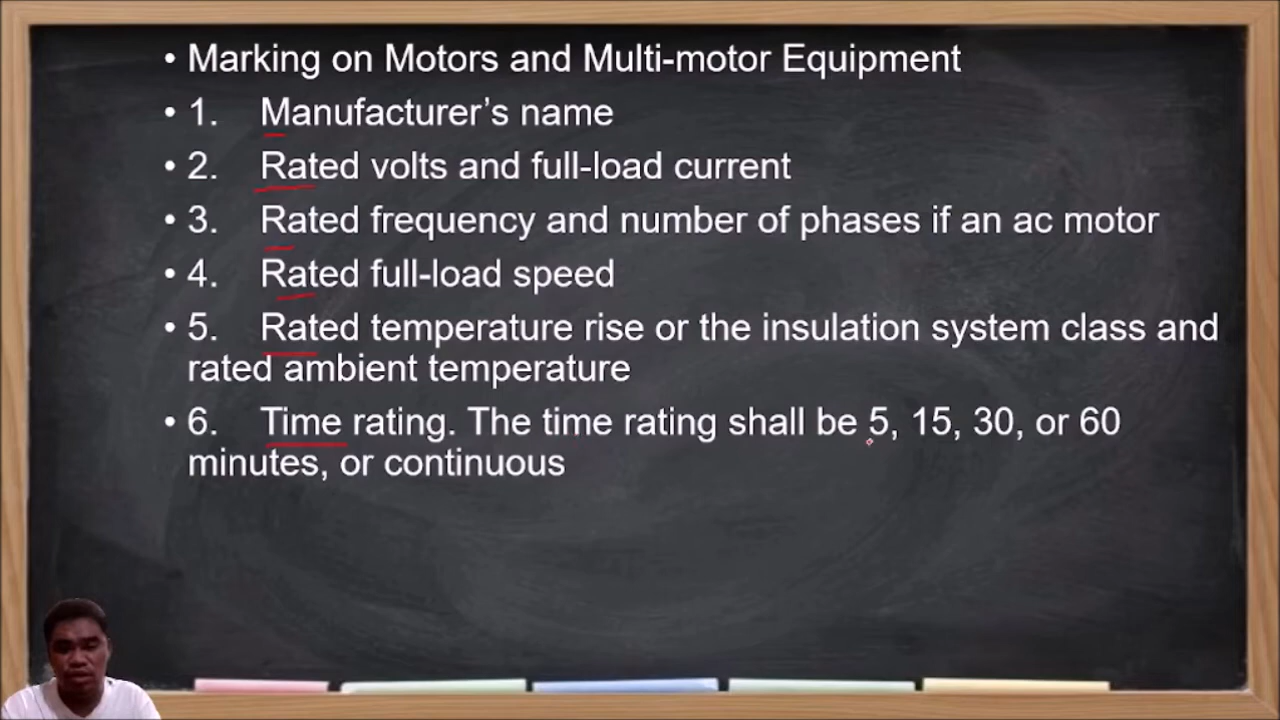 • Marking on Motors and Multi-motor Equipment
• 1. Manufacturer’s name
• 2. Rated volts and full-load current
• 3. Rated frequency and number of phases if an ac motor
• 4. Rated full-load speed
• 5. Rated temperature rise or the insulation system class and
rated ambient temperature
• 6. Time rating. The time rating shall be 5, 15, 30, or 60
minutes, or continuous